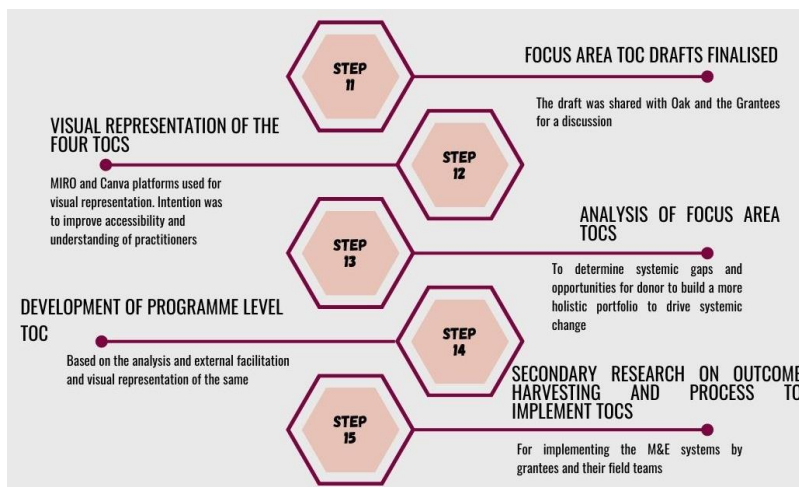 STEP
11
FOCUS AREA TOC DRAFTS FINALISED
The draft was shared with Oak and the Grantees
for a discussion
VISUAL REPRESENTATION OF THE
FOUR TOCS
MIRO and Canva platforms used for
visual representation. Intention was
to improve accessibility and
understanding of practitioners
STEP
12
STEP
13
ANALYSIS OF FOCUS AREA
TOCS
To determine systemic gaps and
opportunities for donor to build a more
holistic portfolio to drive systemic
change
DEVELOPMENT OF PROGRAMME LEVEL
TOC
Based on the analysis and external facilitation
and visual representation of the same
STEP
14
STEP
15
SECONDARY RESEARCH ON OUTCOME
HARVESTING AND PROCESS TO
IMPLEMENT TOCS
For implementing the M&E systems by
grantees and their field teams